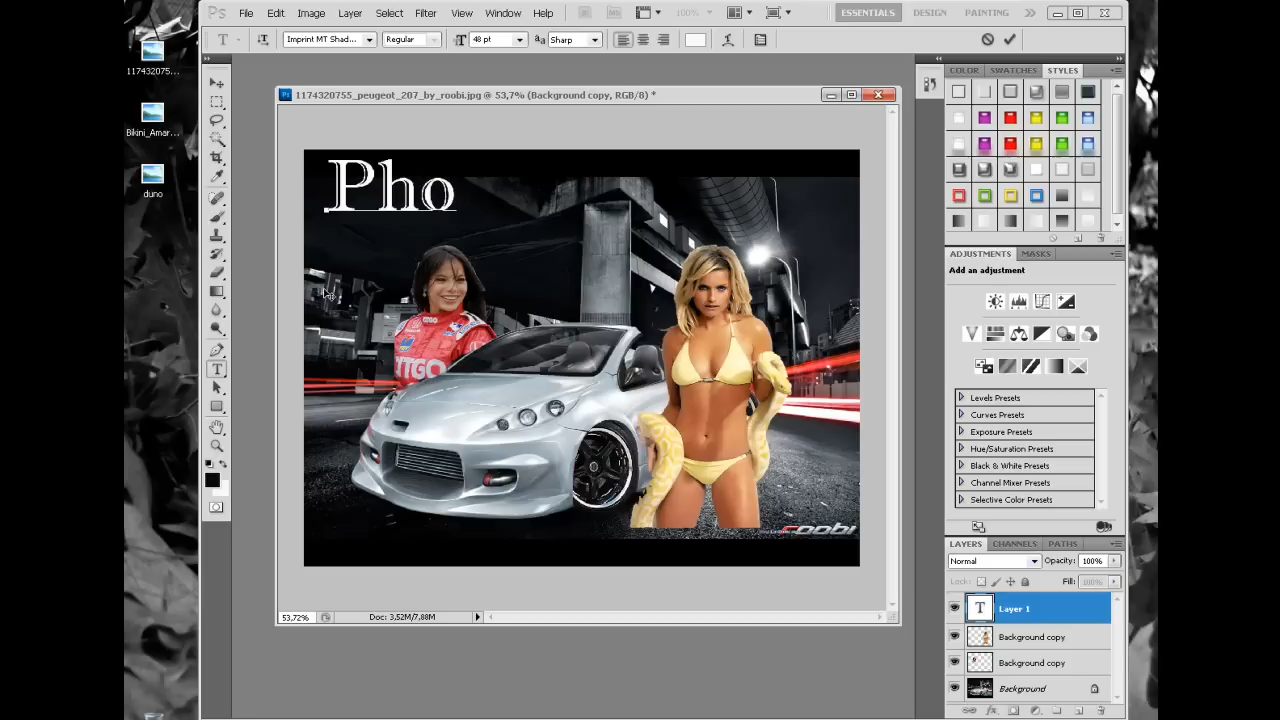 Ps File Edit Image Layer Select Filter View Window Help 100% ESSENTIALS DESIGN PAINTING
T Imprint MT Shad... Regular 48 pt Sharp
117432075...
Bikini_Amar...
duno
1174320755_peugeot_207_by_roobi.jpg @ 53,7% (Background copy, RGB/8) *
Pho
CITGO
roobi
53,72% Doc: 3,52M/7,88M
COLOR SWATCHES STYLES
ADJUSTMENTS MASKS
Add an adjustment
Levels Presets
Curves Presets
Exposure Presets
Hue/Saturation Presets
Black & White Presets
Channel Mixer Presets
Selective Color Presets
LAYERS CHANNELS PATHS
Normal Opacity: 100%
Lock: Fill: 100%
T Layer 1
Background copy
Background copy
Background